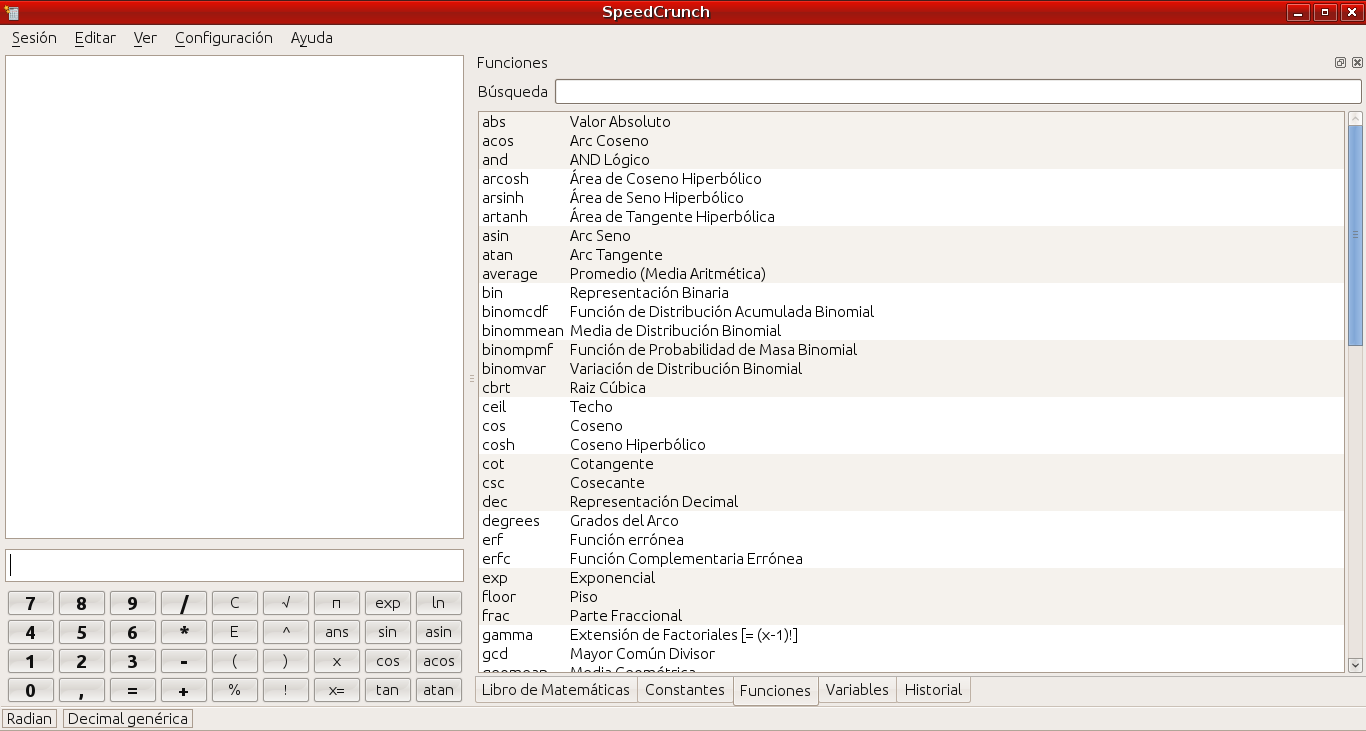 SpeedCrunch
Sesión Editar Ver Configuración Ayuda
Funciones
Búsqueda
abs Valor Absoluto
acos Arc Coseno
and AND Lógico
arcosh Área de Coseno Hiperbólico
arsinh Área de Seno Hiperbólico
artanh Área de Tangente Hiperbólica
asin Arc Seno
atan Arc Tangente
average Promedio (Media Aritmética)
bin Representación Binaria
binomcdf Función de Distribución Acumulada Binomial
binommean Media de Distribución Binomial
binompmf Función de Probabilidad de Masa Binomial
binomvar Variación de Distribución Binomial
cbrt Raiz Cúbica
ceil Techo
cos Coseno
cosh Coseno Hiperbólico
cot Cotangente
csc Cosecante
dec Representación Decimal
degrees Grados del Arco
erf Función errónea
erfc Función Complementaria Errónea
exp Exponencial
floor Piso
frac Parte Fraccional
gamma Extensión de Factoriales [= (x-1)!]
gcd Mayor Común Divisor
geomean Media Geométrica
7 8 9 / C √ π exp ln
4 5 6 * E ^ ans sin asin
1 2 3 - ( ) x cos acos
0 , = + % ! x= tan atan
Libro de Matemáticas Constantes Funciones Variables Historial
Radian Decimal genérica